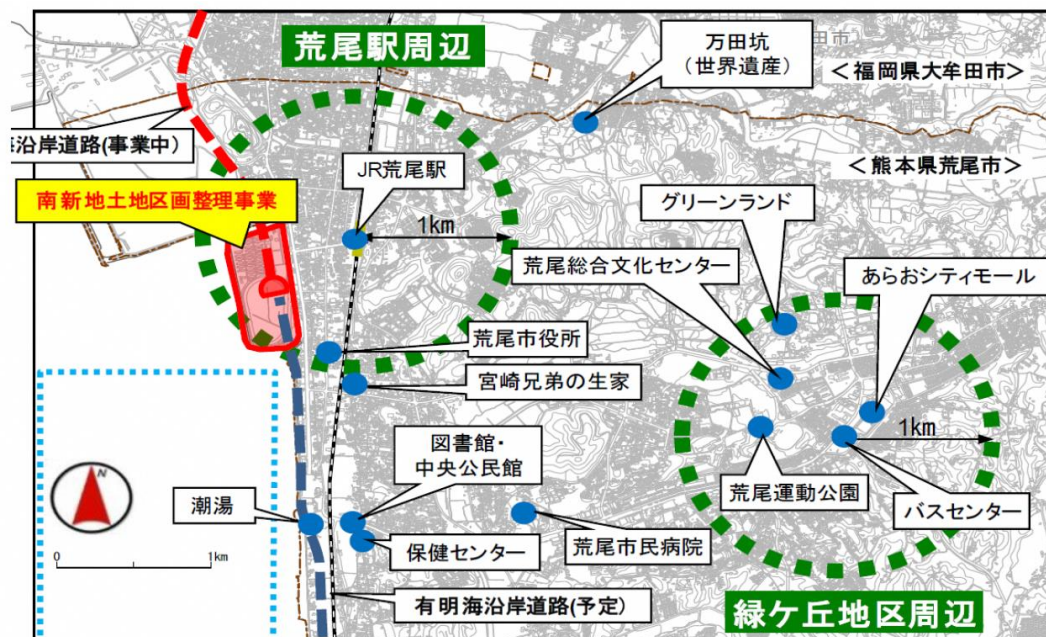 荒尾駅周辺
万田坑
(世界遺産)
<福岡県大牟田市>
沿岸道路(事業中)
<熊本県荒尾市>
JR荒尾駅
南新地土地区画整理事業
グリーンランド
1km
荒尾総合文化センター
あらおシティモール
荒尾市役所
宮崎兄弟の生家
1km
図書館・
中央公民館
荒尾運動公園
N
潮湯
バスセンター
保健センター
荒尾市民病院
0
1km
有明海沿岸道路(予定)
緑ケ丘地区周辺